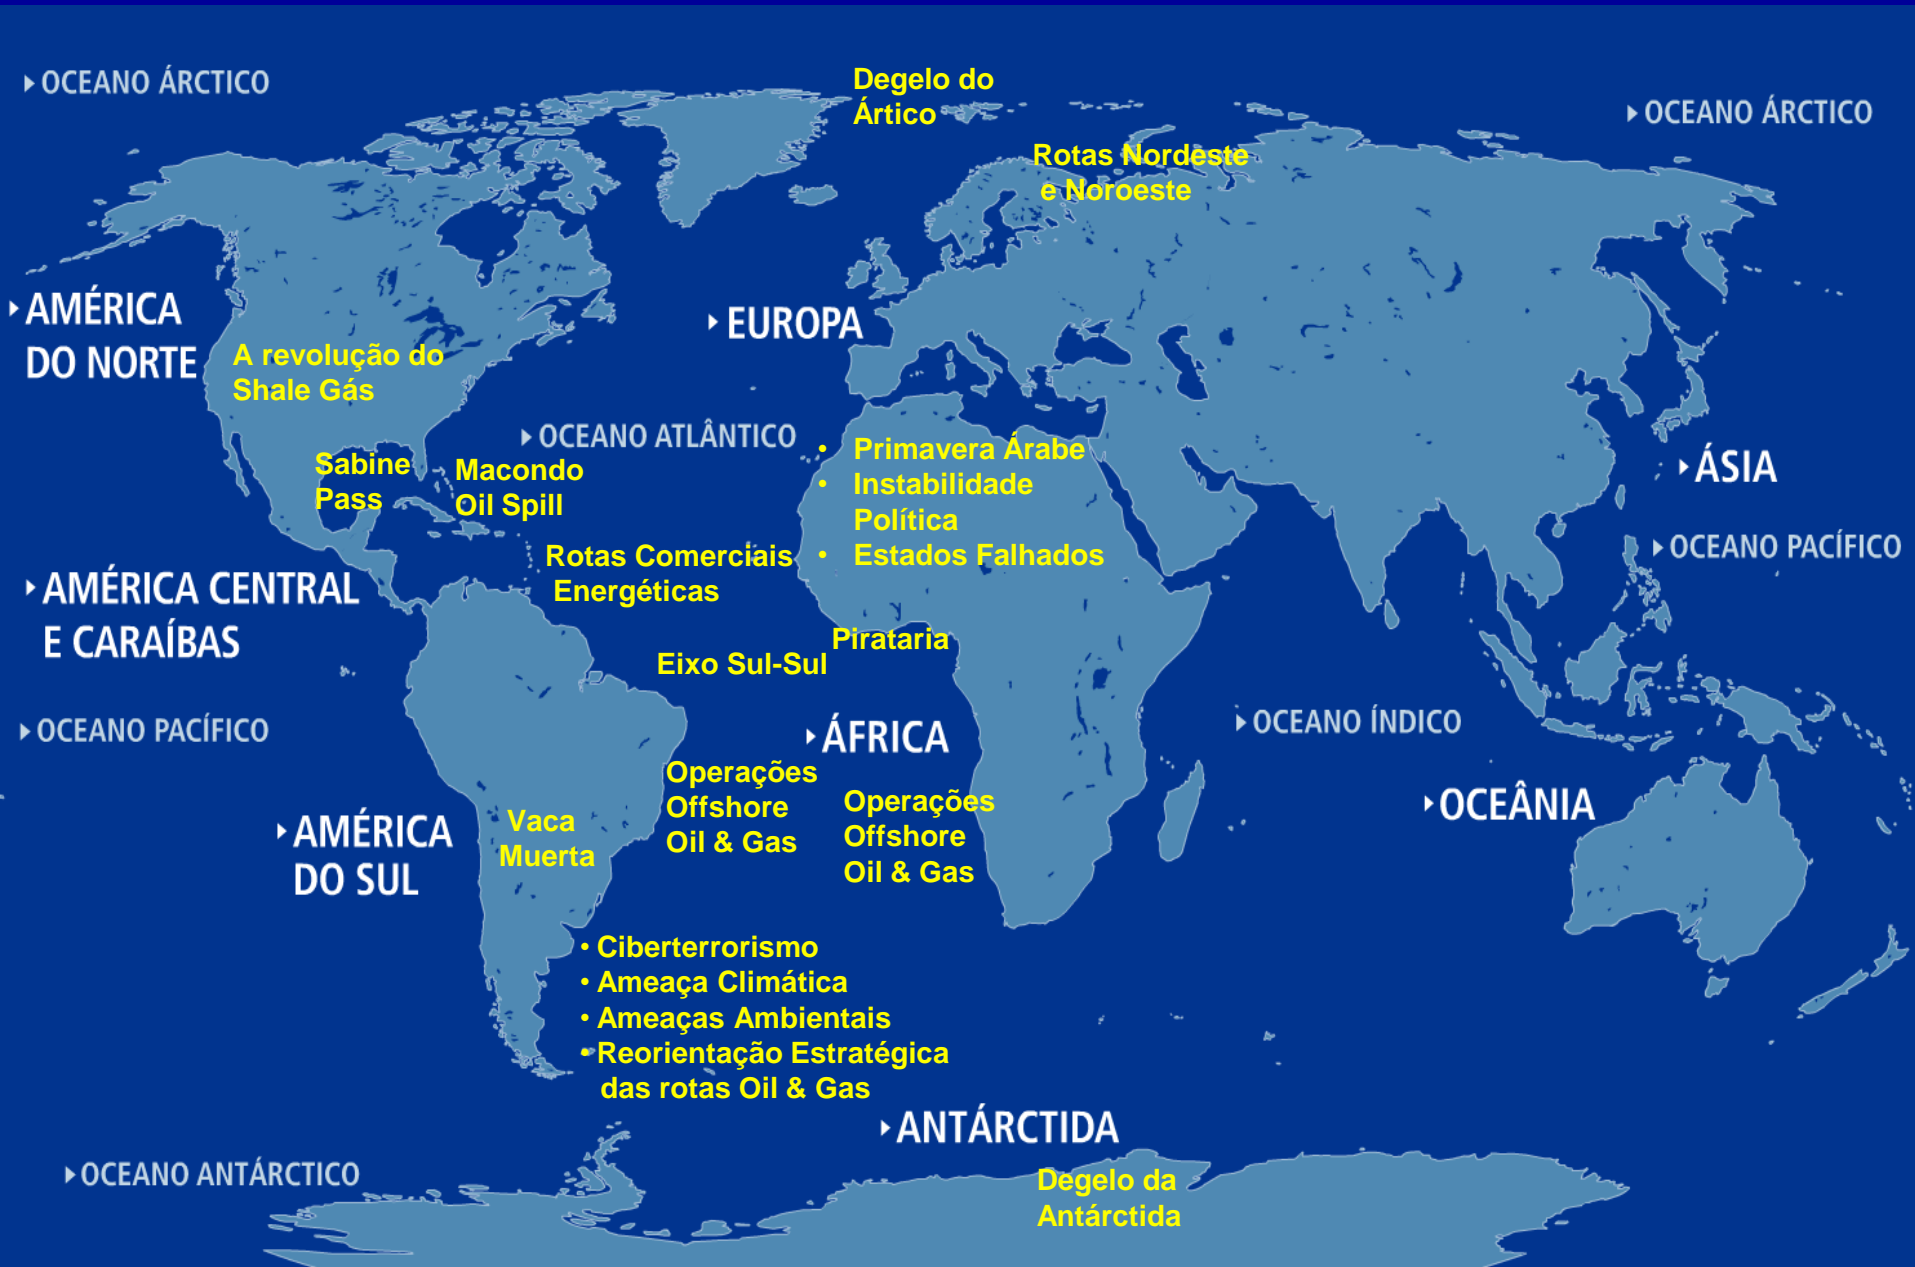 Degelo do
Ártico
OCEANO ÁRCTICO
OCEANO ÁRCTICO
Rotas Nordeste
e Noroeste
AMÉRICA
DO NORTE
EUROPA
A revolução do
Shale Gás
OCEANO ATLÂNTICO
Sabine
Pass
Macondo
Oil Spill
• Primavera Árabe
• Instabilidade
Política
• Estados Falhados
ÁSIA
OCEANO PACÍFICO
Rotas Comerciais
Energéticas
AMÉRICA CENTRAL
E CARAÍBAS
Pirataria
Eixo Sul-Sul
OCEANO PACÍFICO
ÁFRICA
OCEANO ÍNDICO
Operações
Offshore
Oil & Gas
Operações
Offshore
Oil & Gas
OCEÂNIA
Vaca
Muerta
AMÉRICA
DO SUL
• Ciberterrorismo
• Ameaça Climática
• Ameaças Ambientais
• Reorientação Estratégica
das rotas Oil & Gas
ANTÁRCTIDA
OCEANO ANTÁRCTICO
Degelo da
Antárctida